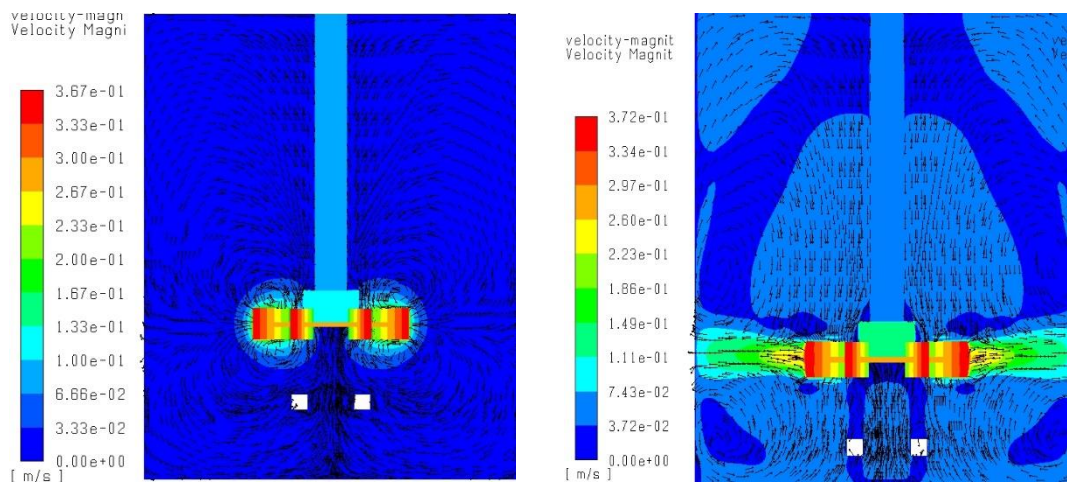 velocity-magn
Velocity Magni
3.67e-01
3.33e-01
3.00e-01
2.67e-01
2.33e-01
2.00e-01
1.67e-01
1.33e-01
1.00e-01
6.66e-02
3.33e-02
0.00e+00
[ m/s ]
velocity-magnit
Velocity Magnit
3.72e-01
3.34e-01
2.97e-01
2.60e-01
2.23e-01
1.86e-01
1.49e-01
1.11e-01
7.43e-02
3.72e-02
0.00e+00
[ m/s ]
ve
Ve